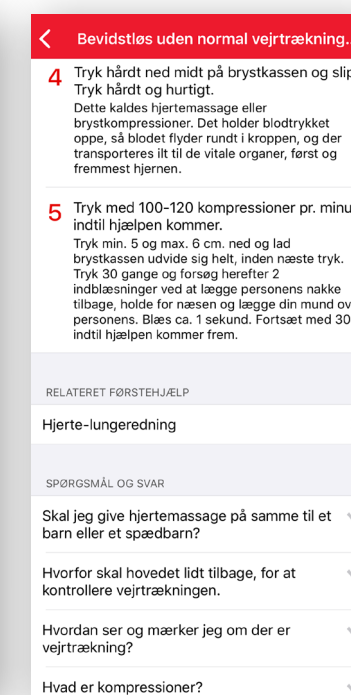 Bevidstløs uden normal vejrtrækning...
4 Tryk hårdt ned midt på brystkassen og slip
Tryk hårdt og hurtigt.
Dette kaldes hjertemassage eller
brystkompressioner. Det holder blodtrykket
oppe, så blodet flyder rundt i kroppen, og der
transporteres ilt til de vitale organer, først og
fremmest hjernen.
5 Tryk med 100-120 kompressioner pr. minu
indtil hjælpen kommer.
Tryk min. 5 og max. 6 cm. ned og lad
brystkassen udvide sig helt, inden næste tryk.
Tryk 30 gange og forsøg herefter 2
indblæsninger ved at lægge personens nakke
tilbage, holde for næsen og lægge din mund ov
personens. Blæs ca. 1 sekund. Fortsæt med 30
indtil hjælpen kommer frem.
RELATERET FØRSTEHJÆLP
Hjerte-lungeredning
SPØRGSMÅL OG SVAR
Skal jeg give hjertemassage på samme til et
barn eller et spædbarn?
Hvorfor skal hovedet lidt tilbage, for at
kontrollere vejrtrækningen.
Hvordan ser og mærker jeg om der er
vejrtrækning?
Hvad er kompressioner?